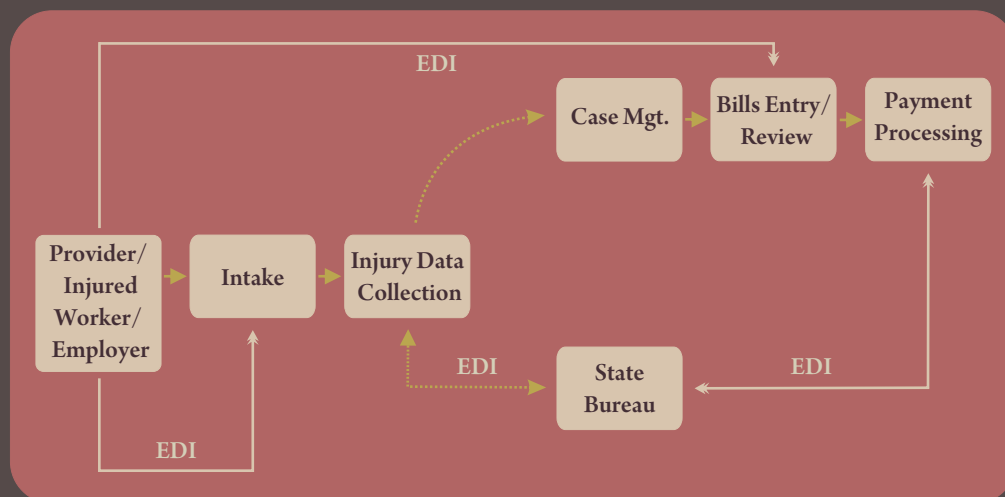 EDI
Case Mgt.
Bills Entry/
Review
Payment
Processing
Provider/
Injured
Worker/
Employer
Intake
Injury Data
Collection
EDI
State
Bureau
EDI
EDI